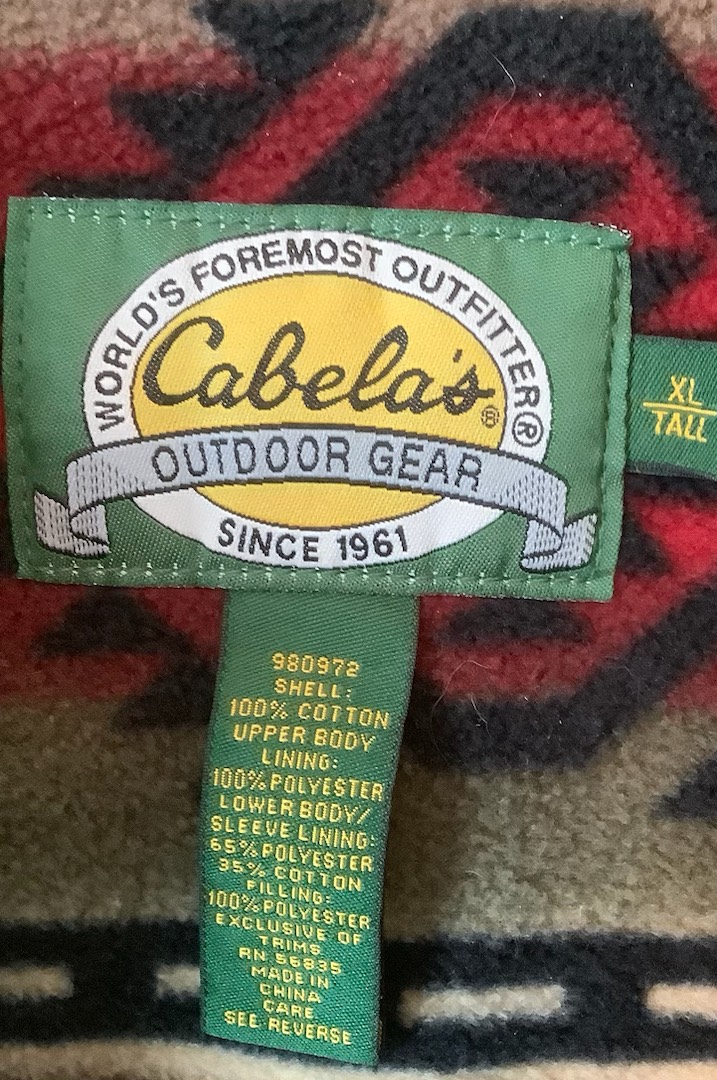 WORLD'S FOREMOST OUTFITTER®
Cabela's®
OUTDOOR GEAR
SINCE 1961
XL
TALL
980972
SHELL:
100% COTTON
UPPER BODY
LINING:
100% POLYESTER
LOWER BODY/
SLEEVE LINING:
65% POLYESTER
35% COTTON
FILLING:
100% POLYESTER
EXCLUSIVE OF
TRIMS
RN 56835
MADE IN
CHINA
CARE
SEE REVERSE